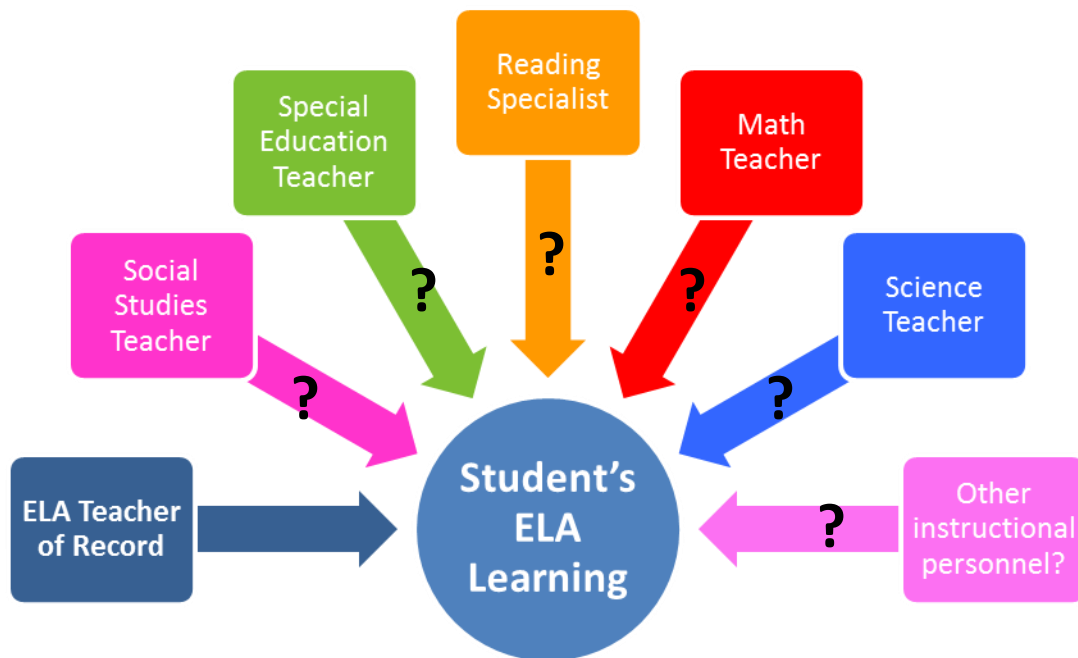 Reading
Specialist
Special
Education
Teacher
Math
Teacher
Social
Studies
Teacher
Science
Teacher
ELA Teacher
of Record
Other
instructional
personnel?
?
?
?
?
?
?
Student’s
ELA
Learning